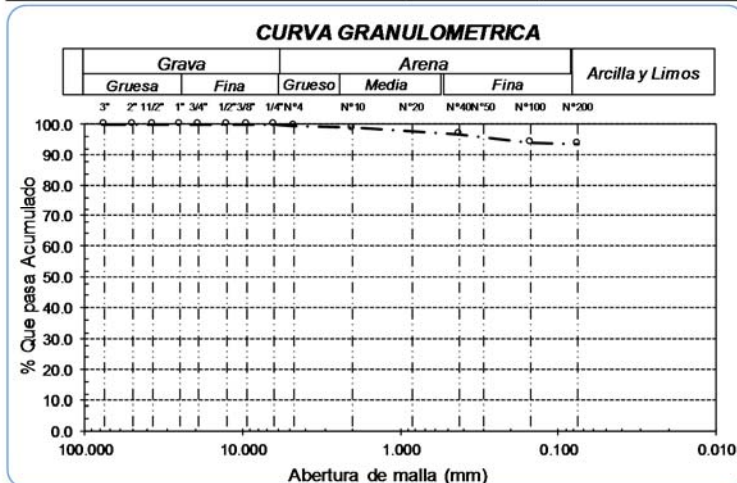 CURVA GRANULOMETRICA
Grava Arena Arcilla y Limos
Gruesa Fina Grueso Media Fina
3" 2" 11/2" 1" 3/4" 1/2" 3/8" 1/4" N°4 N°10 N°20 N°40 N°50 N°100 N°200
100.0
90.0
80.0
70.0
60.0
50.0
40.0
30.0
20.0
10.0
0.0
% Que pasa Acumulado
100.000 10.000 1.000 0.100 0.010
Abertura de malla (mm)